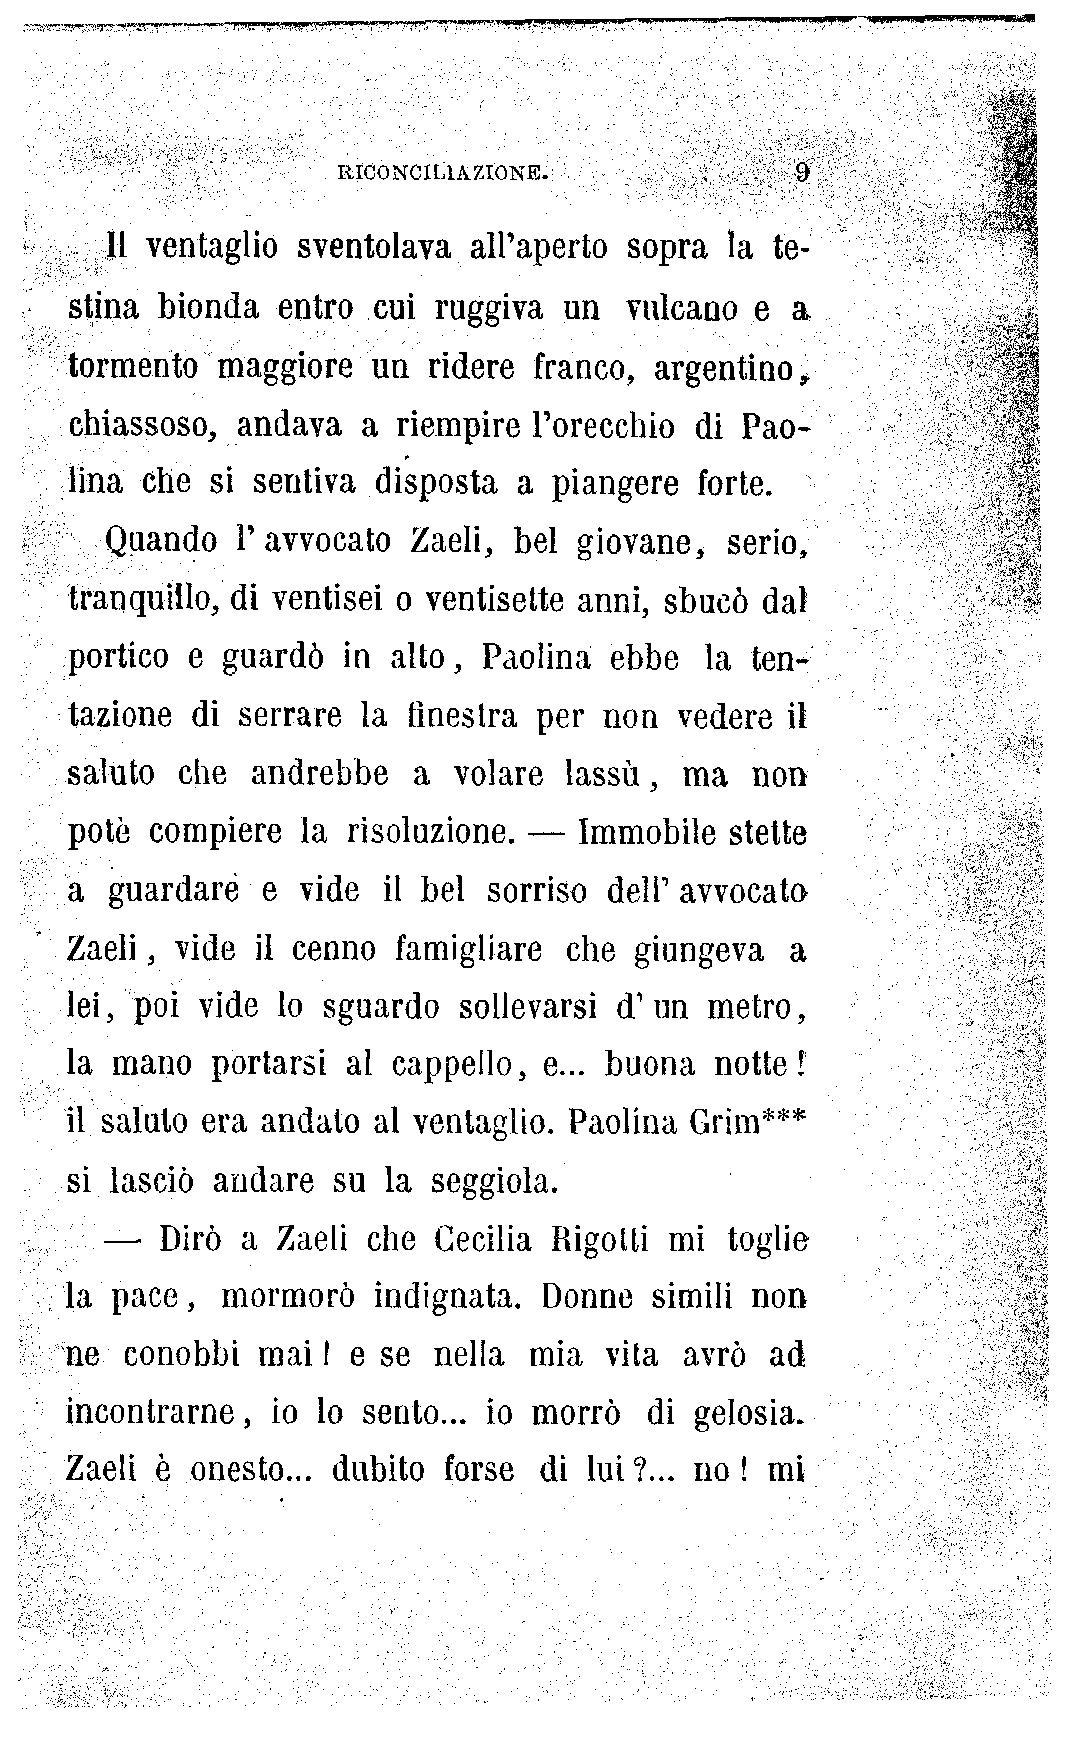 RICONCILIAZIONE. 9
Il ventaglio sventolava all'aperto sopra la te-
stina bionda entro cui ruggiva un vulcano e a
tormento maggiore un ridere franco, argentino,
chiassoso, andava a riempire l'orecchio di Pao-
lina che si sentiva disposta a piangere forte.
Quando l'avvocato Zaeli, bel giovane, serio,
tranquillo, di ventisei o ventisette anni, sbucò dal
portico e guardò in alto, Paolina ebbe la ten-
tazione di serrare la finestra per non vedere il
saluto che andrebbe a volare lassù, ma non
potè compiere la risoluzione. — Immobile stette
a guardare e vide il bel sorriso dell'avvocato
Zaeli, vide il cenno famigliare che giungeva a
lei, poi vide lo sguardo sollevarsi d'un metro,
la mano portarsi al cappello, e... buona notte!
il saluto era andato al ventaglio. Paolina Grim***
si lasciò andare su la seggiola.
— Dirò a Zaeli che Cecilia Rigotti mi toglie
la pace, mormorò indignata. Donne simili non
ne conobbi mai! e se nella mia vita avrò ad
incontrarne, io lo sento... io morrò di gelosia.
Zaeli è onesto... dubito forse di lui?... no! mi